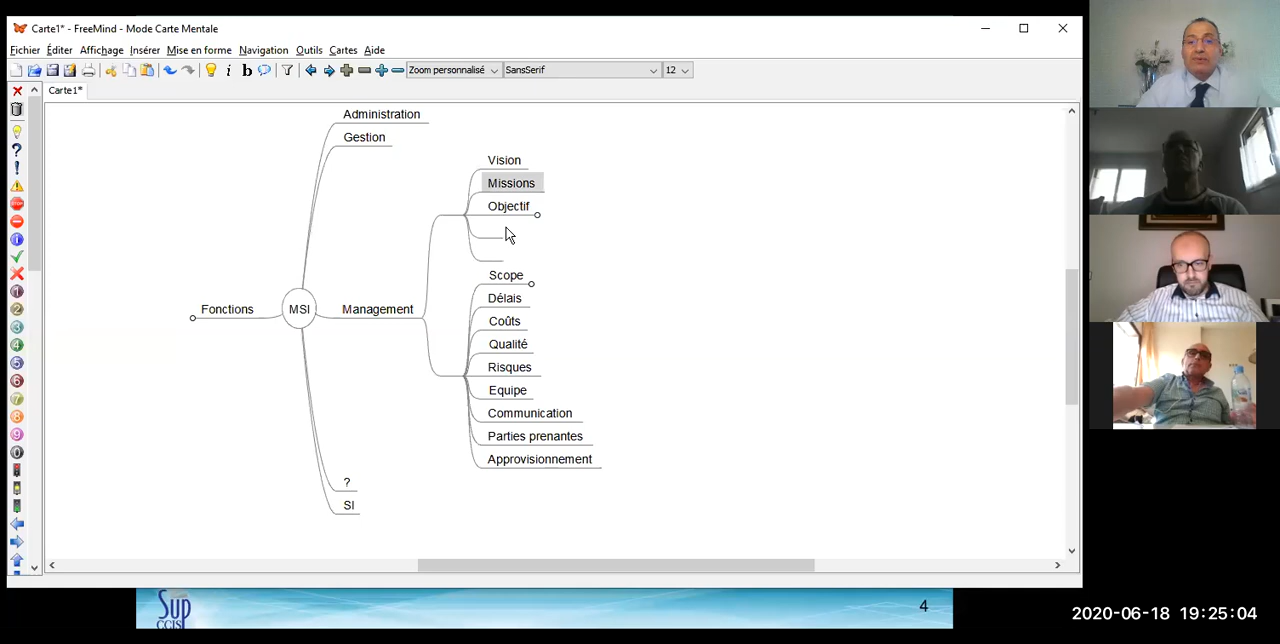 Carte1* - FreeMind - Mode Carte Mentale
Fichier Éditer Affichage Insérer Mise en forme Navigation Outils Cartes Aide
Zoom personnalisé SansSerif 12
Carte1*
Administration
Gestion
Vision
Missions
Objectif
Scope
Fonctions MSI Management
Délais
Coûts
Qualité
Risques
Equipe
Communication
Parties prenantes
Approvisionnement
?
SI
Sup
CCIS
4
2020-06-18 19:25:04